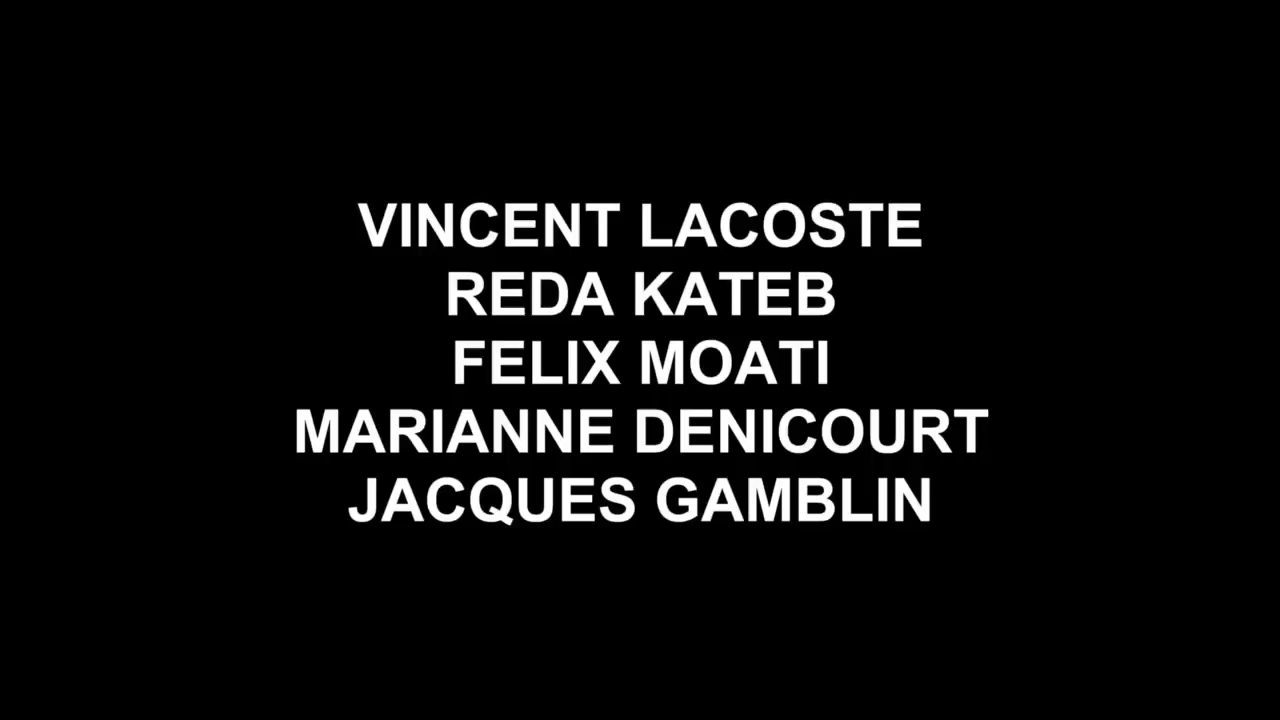 VINCENT LACOSTE
REDA KATEB
FELIX MOATI
MARIANNE DENICOURT
JACQUES GAMBLIN